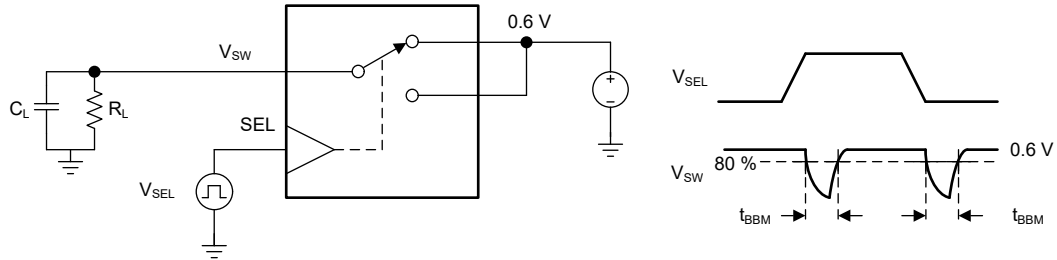 0.6 V
V_SW
C_L
R_L
SEL
V_SEL
+
−
V_SEL
V_SW
80 %
0.6 V
t_BBM
t_BBM